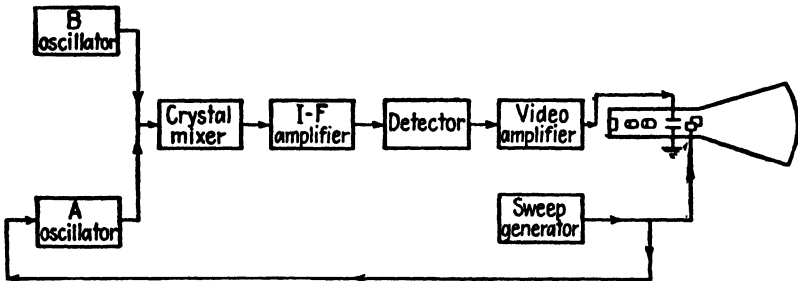 B
oscillator
Crystal
mixer
I-F
amplifier
Detector
Video
amplifier
A
oscillator
Sweep
generator